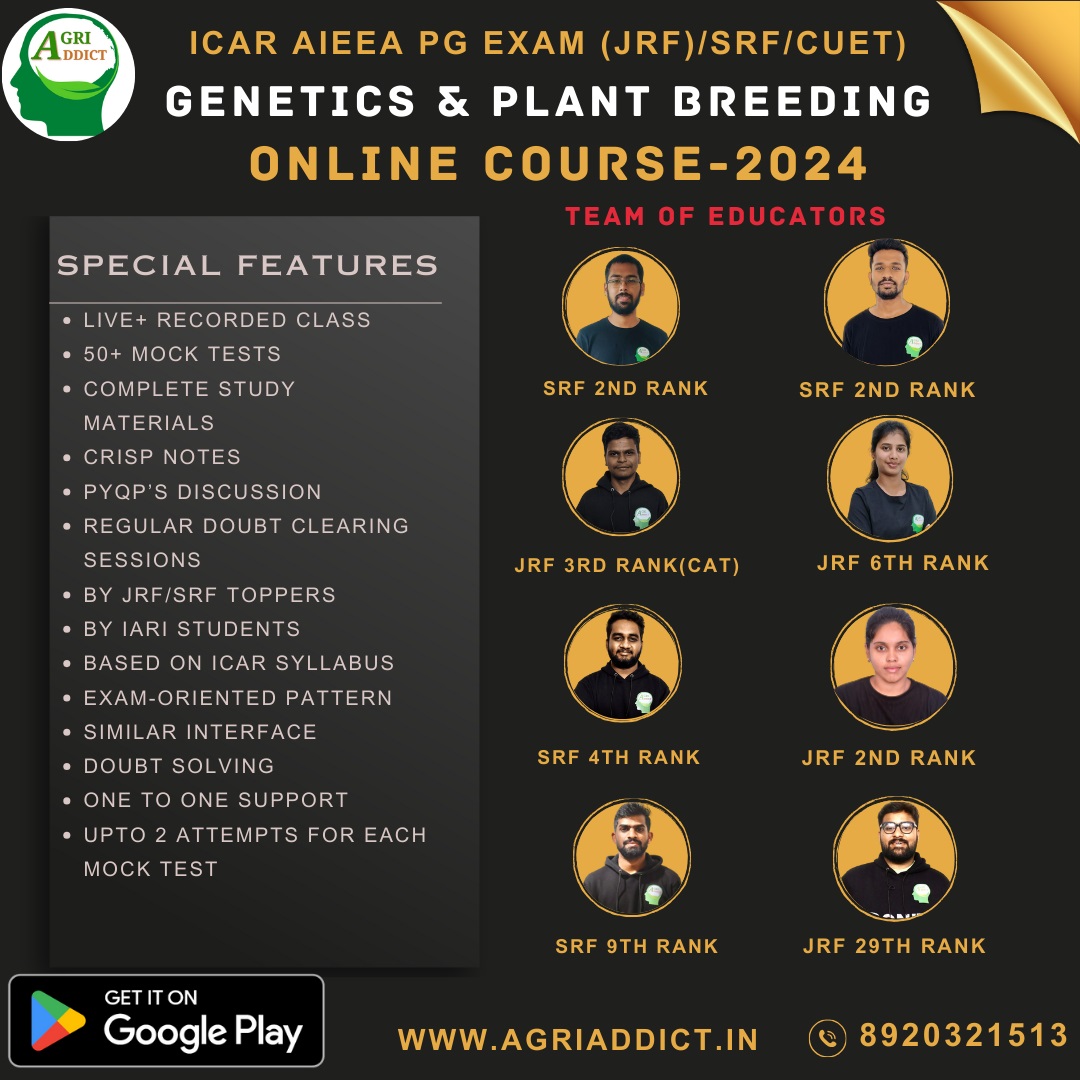 AGRI
ADDICT
ICAR AIEEA PG EXAM (JRF)/SRF/CUET)
GENETICS & PLANT BREEDING
ONLINE COURSE-2024
SPECIAL FEATURES
• LIVE+ RECORDED CLASS
• 50+ MOCK TESTS
• COMPLETE STUDY
MATERIALS
• CRISP NOTES
• PYQP’S DISCUSSION
• REGULAR DOUBT CLEARING
SESSIONS
• BY JRF/SRF TOPPERS
• BY IARI STUDENTS
• BASED ON ICAR SYLLABUS
• EXAM-ORIENTED PATTERN
• SIMILAR INTERFACE
• DOUBT SOLVING
• ONE TO ONE SUPPORT
• UPTO 2 ATTEMPTS FOR EACH
MOCK TEST
TEAM OF EDUCATORS
SRF 2ND RANK
SRF 2ND RANK
JRF 3RD RANK(CAT)
JRF 6TH RANK
SRF 4TH RANK
JRF 2ND RANK
SRF 9TH RANK
JRF 29TH RANK
GET IT ON
Google Play
WWW.AGRIADDICT.IN
8920321513